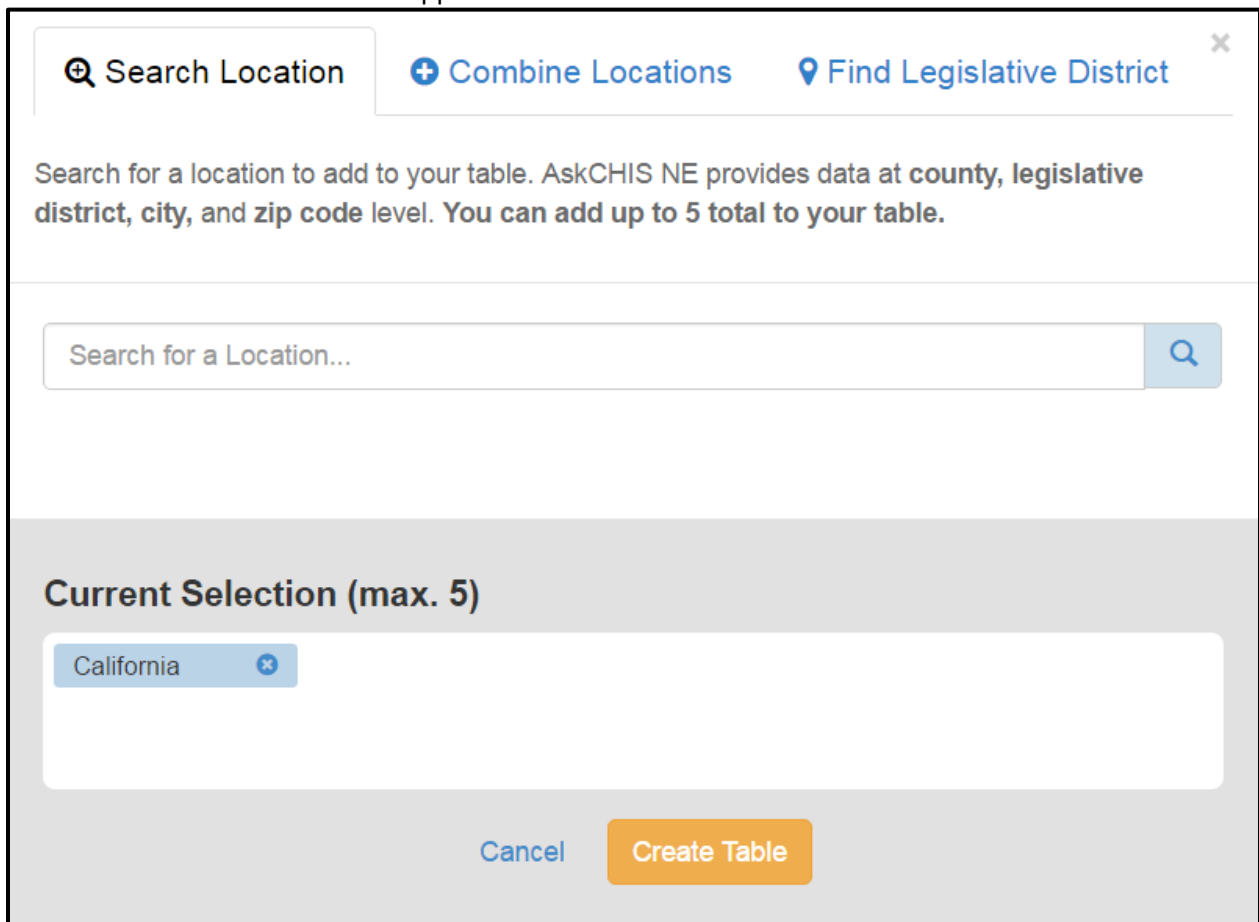 Search Location
Combine Locations
Find Legislative District
Search for a location to add to your table. AskCHIS NE provides data at county, legislative
district, city, and zip code level. You can add up to 5 total to your table.
Search for a Location...
Current Selection (max. 5)
California
Cancel
Create Table